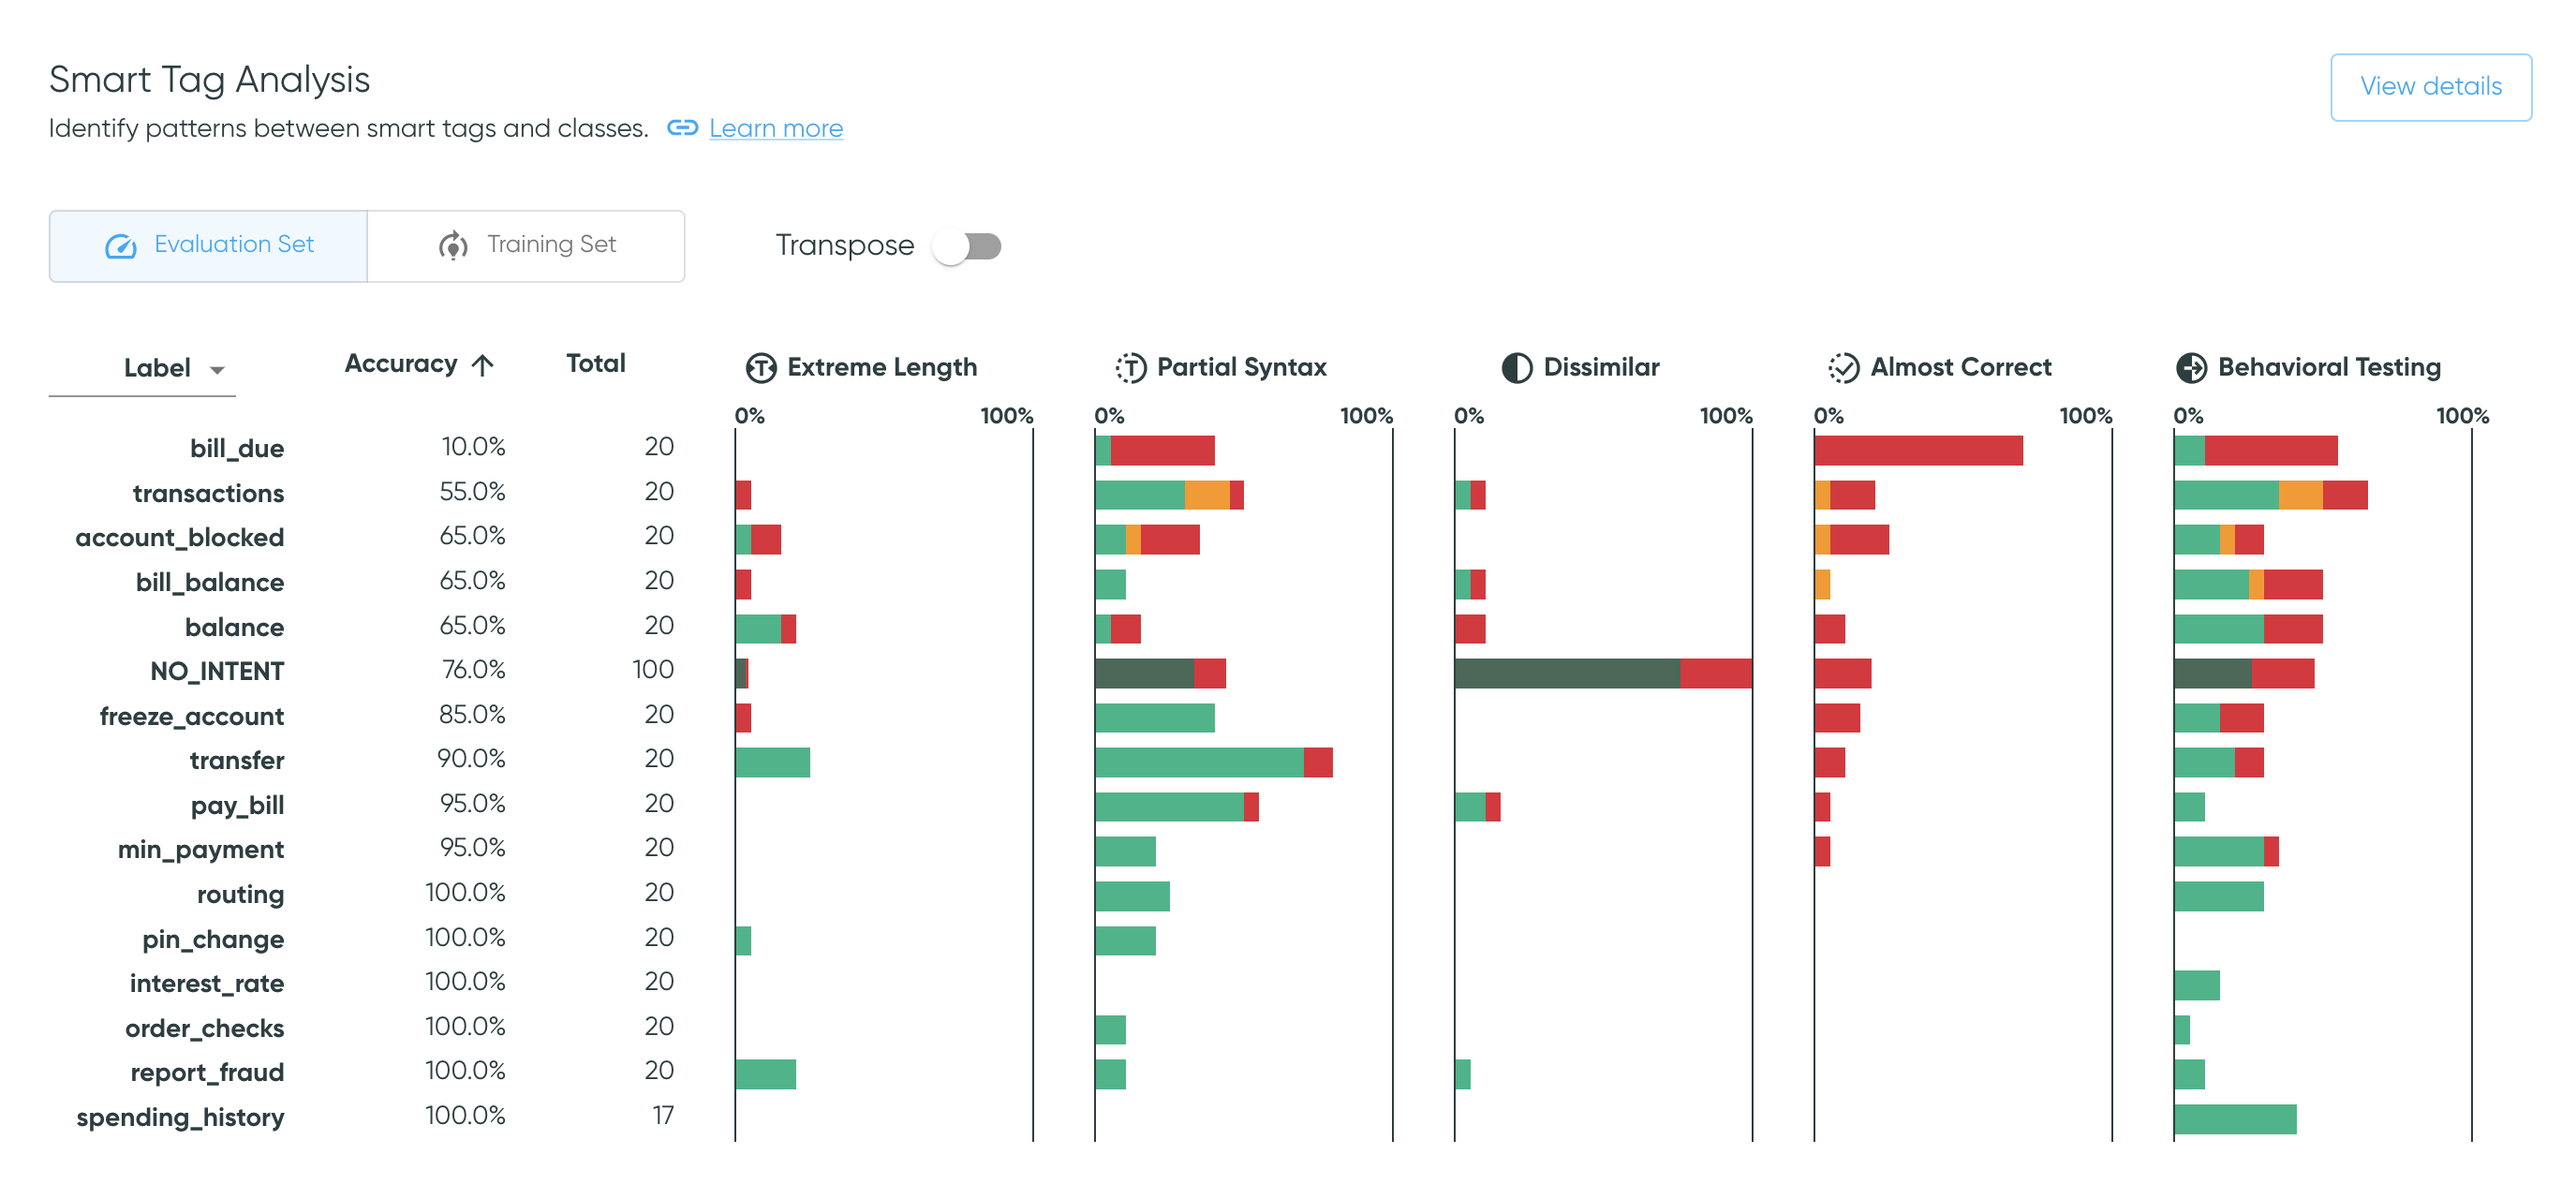 Smart Tag Analysis
View details
Identify patterns between smart tags and classes. Learn more
Evaluation Set Training Set Transpose
Label Accuracy Total Extreme Length Partial Syntax Dissimilar Almost Correct Behavioral Testing
0% 100% 0% 100% 0% 100% 0% 100% 0% 100%
bill_due 10.0% 20
transactions 55.0% 20
account_blocked 65.0% 20
bill_balance 65.0% 20
balance 65.0% 20
NO_INTENT 76.0% 100
freeze_account 85.0% 20
transfer 90.0% 20
pay_bill 95.0% 20
min_payment 95.0% 20
routing 100.0% 20
pin_change 100.0% 20
interest_rate 100.0% 20
order_checks 100.0% 20
report_fraud 100.0% 20
spending_history 100.0% 17